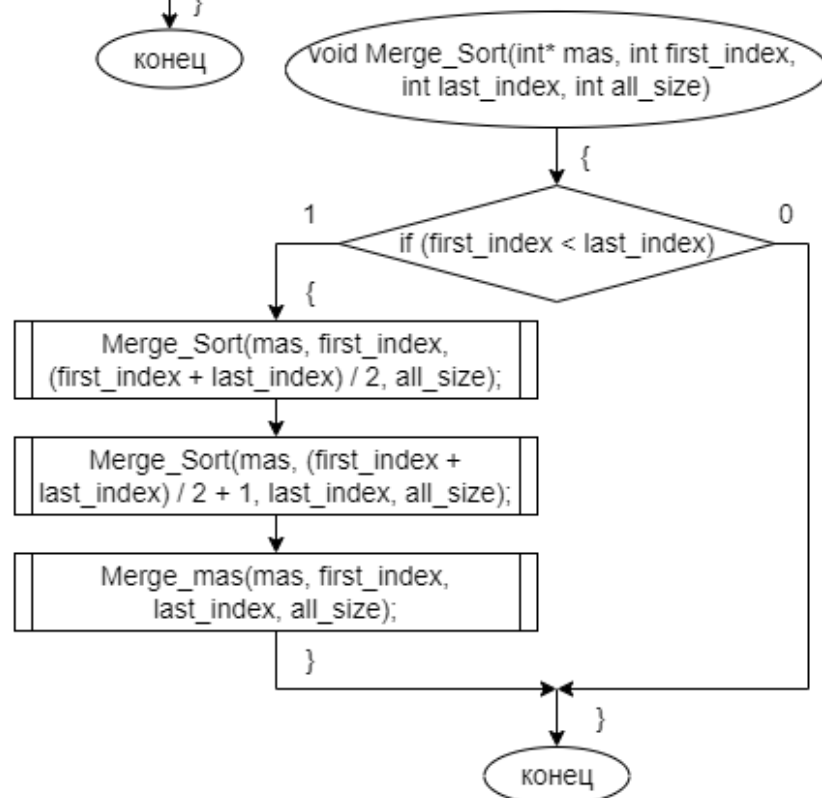 }
конец
void Merge_Sort(int* mas, int first_index,
int last_index, int all_size)
{
1
0
if (first_index < last_index)
{
Merge_Sort(mas, first_index,
(first_index + last_index) / 2, all_size);
Merge_Sort(mas, (first_index +
last_index) / 2 + 1, last_index, all_size);
Merge_mas(mas, first_index,
last_index, all_size);
}
}
конец